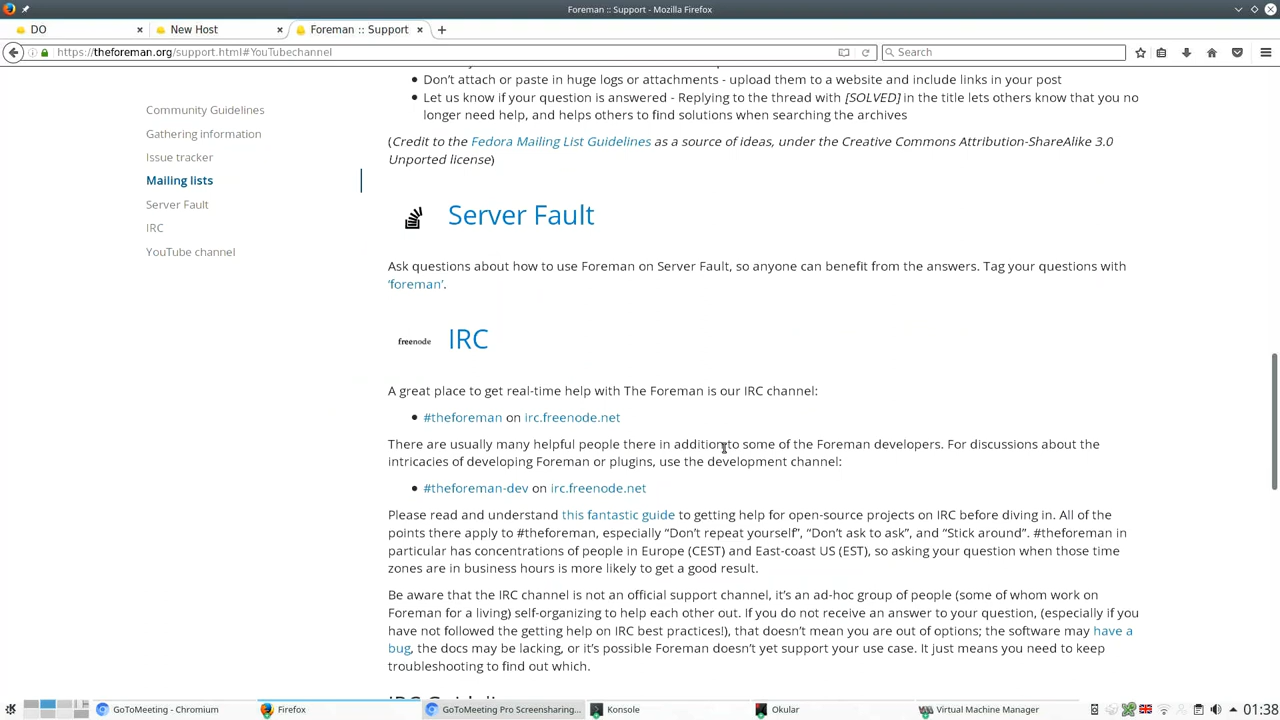 Foreman :: Support - Mozilla Firefox
DO
New Host
Foreman :: Support
https://theforeman.org/support.html#YouTubechannel
Search
Don't attach or paste in huge logs or attachments - upload them to a website and include links in your post
Let us know if your question is answered - Replying to the thread with [SOLVED] in the title lets others know that you no
longer need help, and helps others to find solutions when searching the archives
(Credit to the Fedora Mailing List Guidelines as a source of ideas, under the Creative Commons Attribution-ShareAlike 3.0
Unported license)
Community Guidelines
Gathering information
Issue tracker
Mailing lists
Server Fault
IRC
YouTube channel
Server Fault
Ask questions about how to use Foreman on Server Fault, so anyone can benefit from the answers. Tag your questions with
‘foreman’.
freenode
IRC
A great place to get real-time help with The Foreman is our IRC channel:
#theforeman on irc.freenode.net
There are usually many helpful people there in addition to some of the Foreman developers. For discussions about the
intricacies of developing Foreman or plugins, use the development channel:
#theforeman-dev on irc.freenode.net
Please read and understand this fantastic guide to getting help for open-source projects on IRC before diving in. All of the
points there apply to #theforeman, especially “Don’t repeat yourself”, “Don’t ask to ask”, and “Stick around”. #theforeman in
particular has concentrations of people in Europe (CEST) and East-coast US (EST), so asking your question when those time
zones are in business hours is more likely to get a good result.
Be aware that the IRC channel is not an official support channel, it’s an ad-hoc group of people (some of whom work on
Foreman for a living) self-organizing to help each other out. If you do not receive an answer to your question, (especially if you
have not followed the getting help on IRC best practices!), that doesn’t mean you are out of options; the software may have a
bug, the docs may be lacking, or it’s possible Foreman doesn’t yet support your use case. It just means you need to keep
troubleshooting to find out which.
GoToMeeting - Chromium
Firefox
GoToMeeting Pro Screensharing...
Konsole
Okular
Virtual Machine Manager
01:38